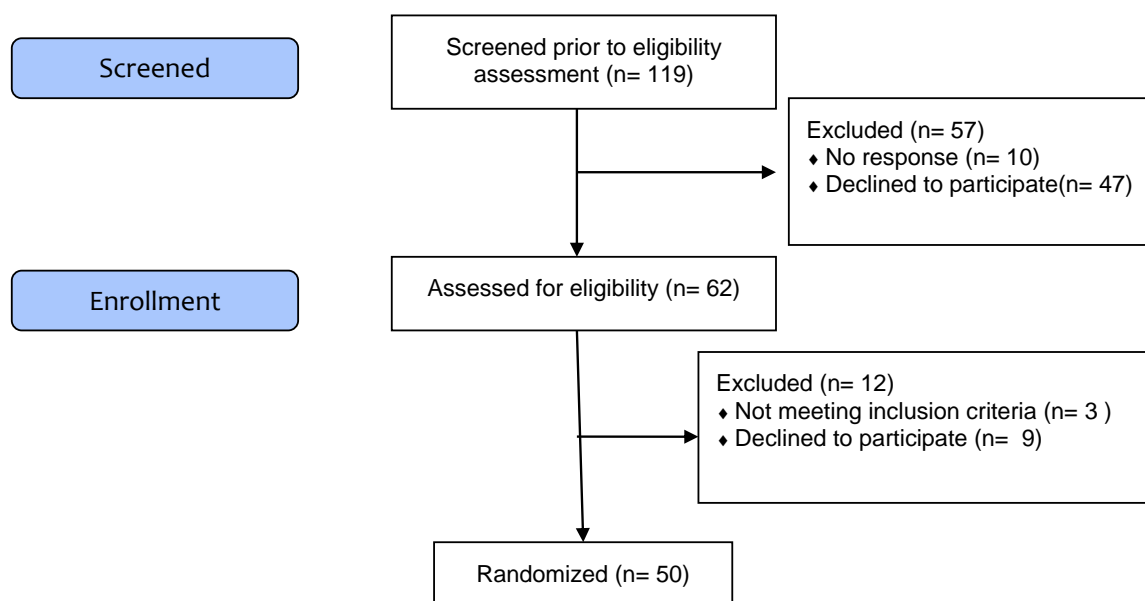 Screened
Screened prior to eligibility
assessment (n= 119)
Excluded (n= 57)
♦ No response (n= 10)
♦ Declined to participate(n= 47)
Enrollment
Assessed for eligibility (n= 62)
Excluded (n= 12)
♦ Not meeting inclusion criteria (n= 3 )
♦ Declined to participate (n=  9)
Randomized (n= 50)